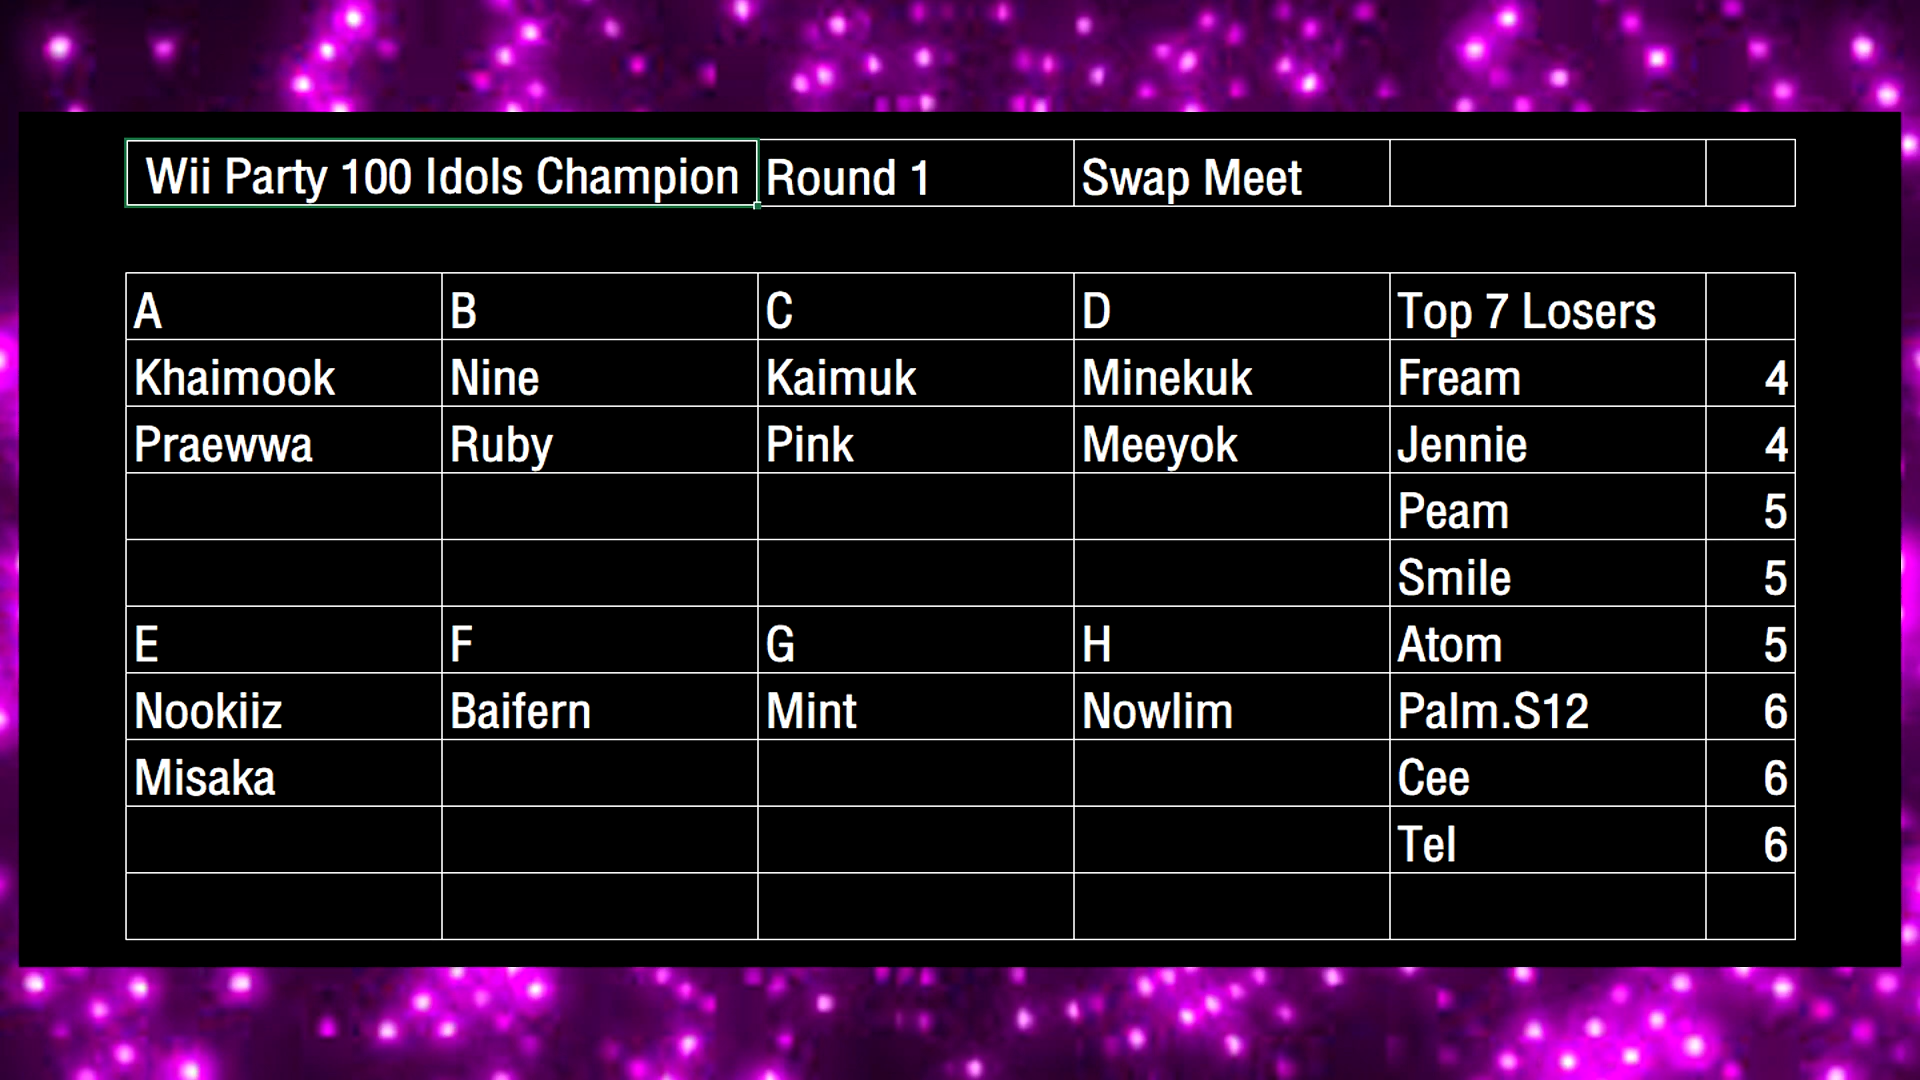 Wii Party 100 Idols Champion Round 1 Swap Meet
A B C D Top 7 Losers
Khaimook Nine Kaimuk Minekuk Fream 4
Praewwa Ruby Pink Meeyok Jennie 4
Peam 5
Smile 5
E F G H Atom 5
Nookiiz Baifern Mint Nowlim Palm.S12 6
Misaka Cee 6
Tel 6